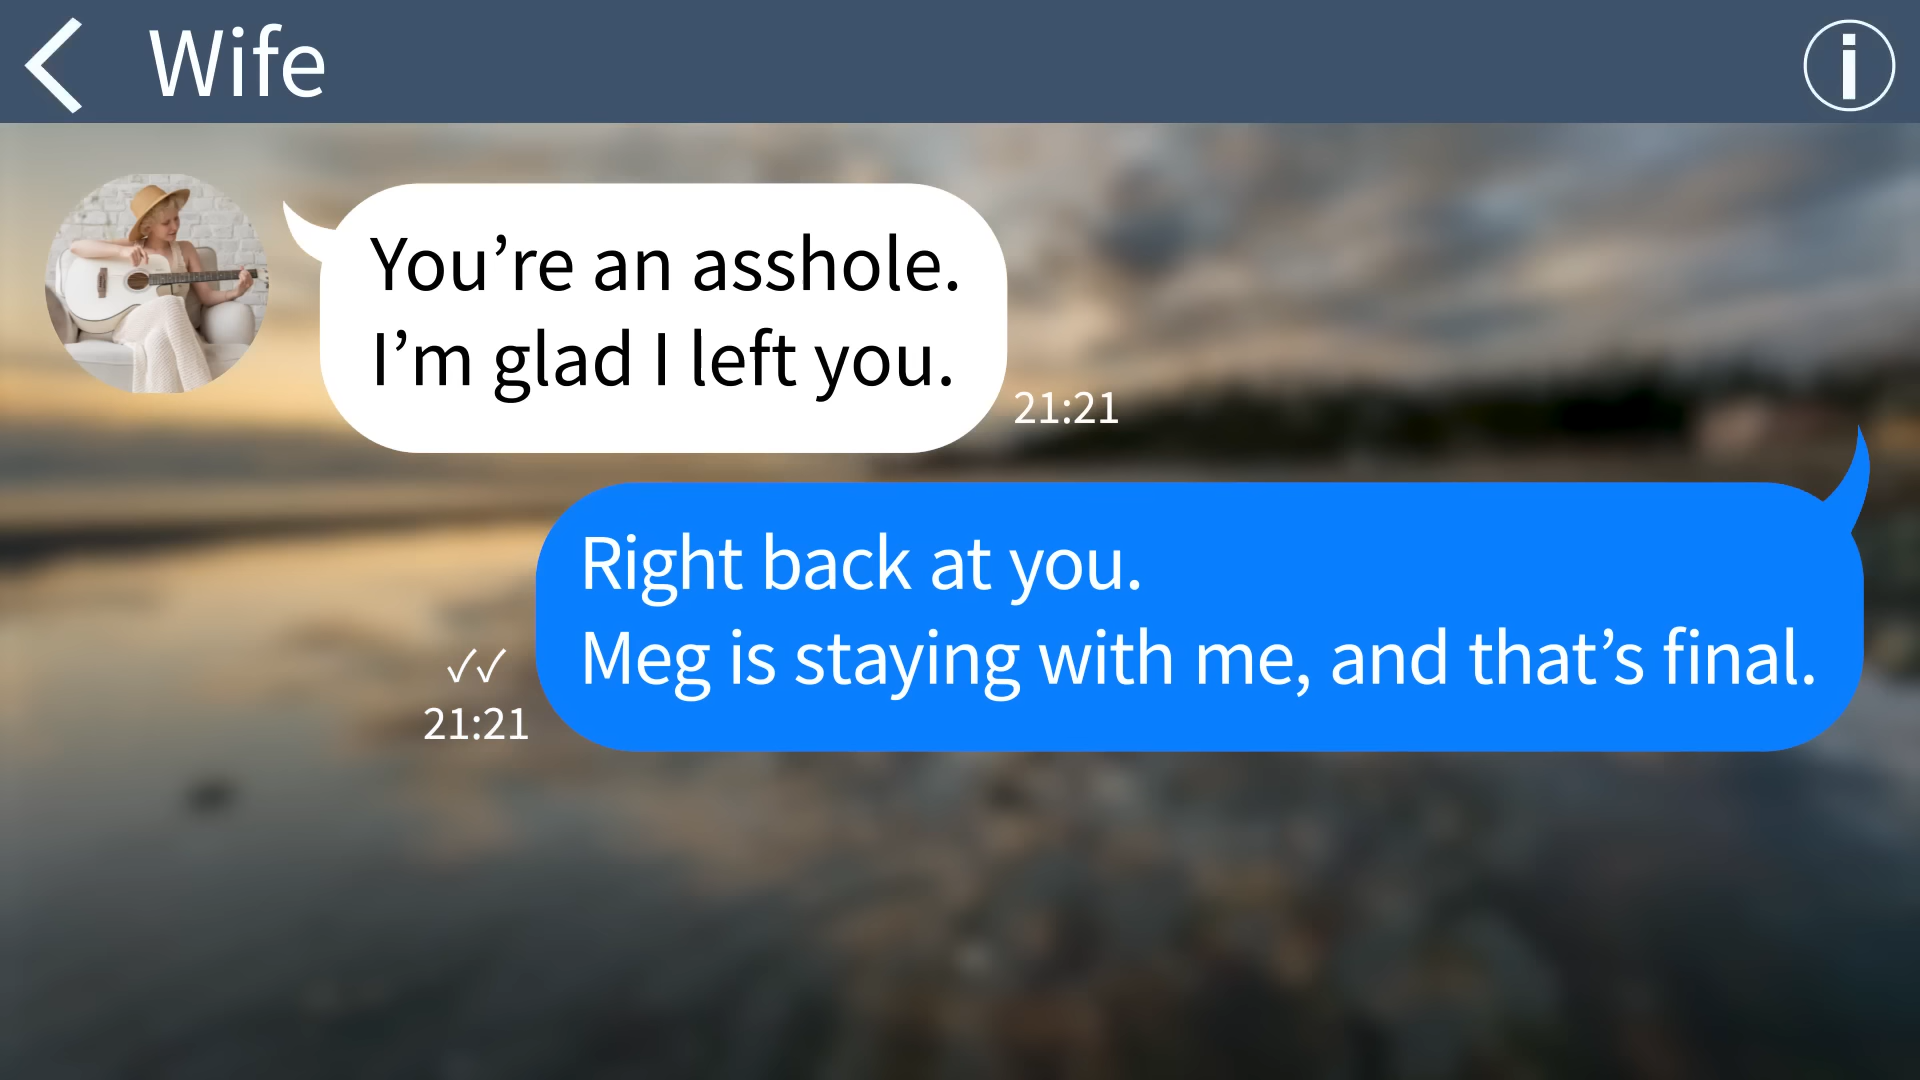 Wife
You’re an asshole.
I’m glad I left you.
21:21
Right back at you.
Meg is staying with me, and that’s final.
✓✓
21:21